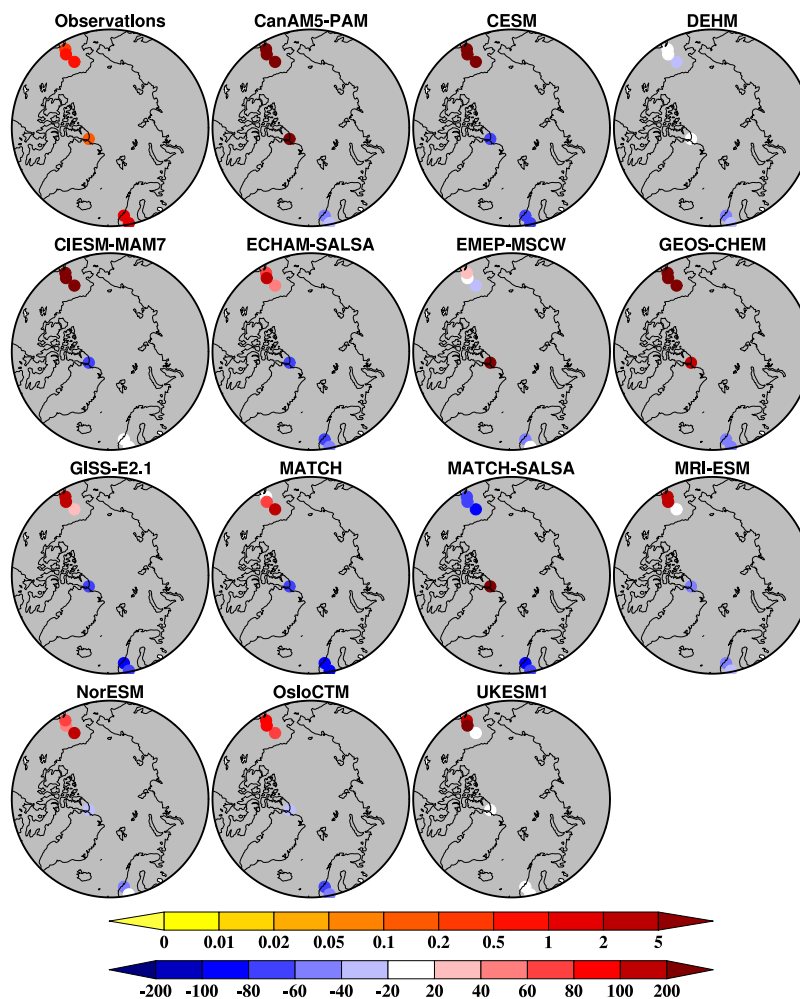 Observations CanAM5-PAM CESM DEHM
CIESM-MAM7 ECHAM-SALSA EMEP-MSCW GEOS-CHEM
GISS-E2.1 MATCH MATCH-SALSA MRI-ESM
NorESM OsloCTM UKESM1
0 0.01 0.02 0.05 0.1 0.2 0.5 1 2 5
-200 -100 -80 -60 -40 -20 20 40 60 80 100 200